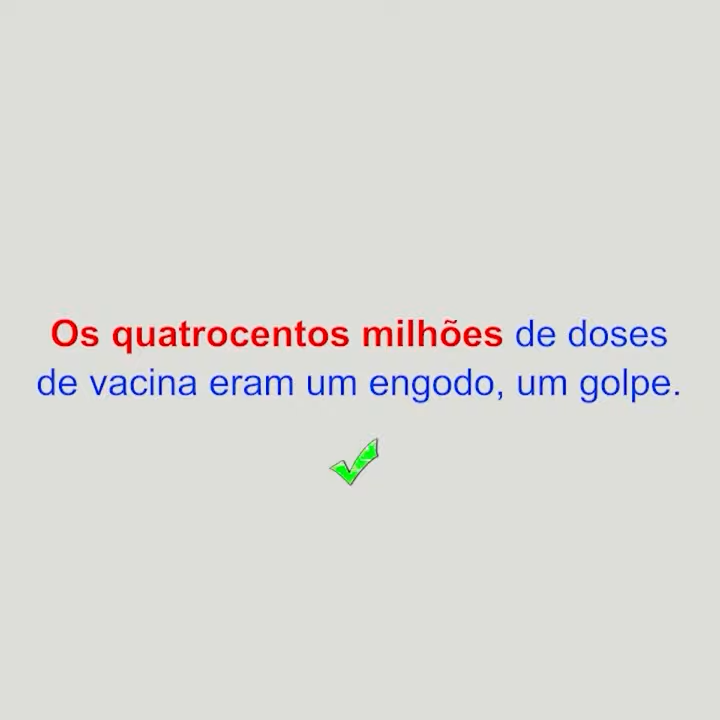 Os quatrocentos milhões de doses
de vacina eram um engodo, um golpe.